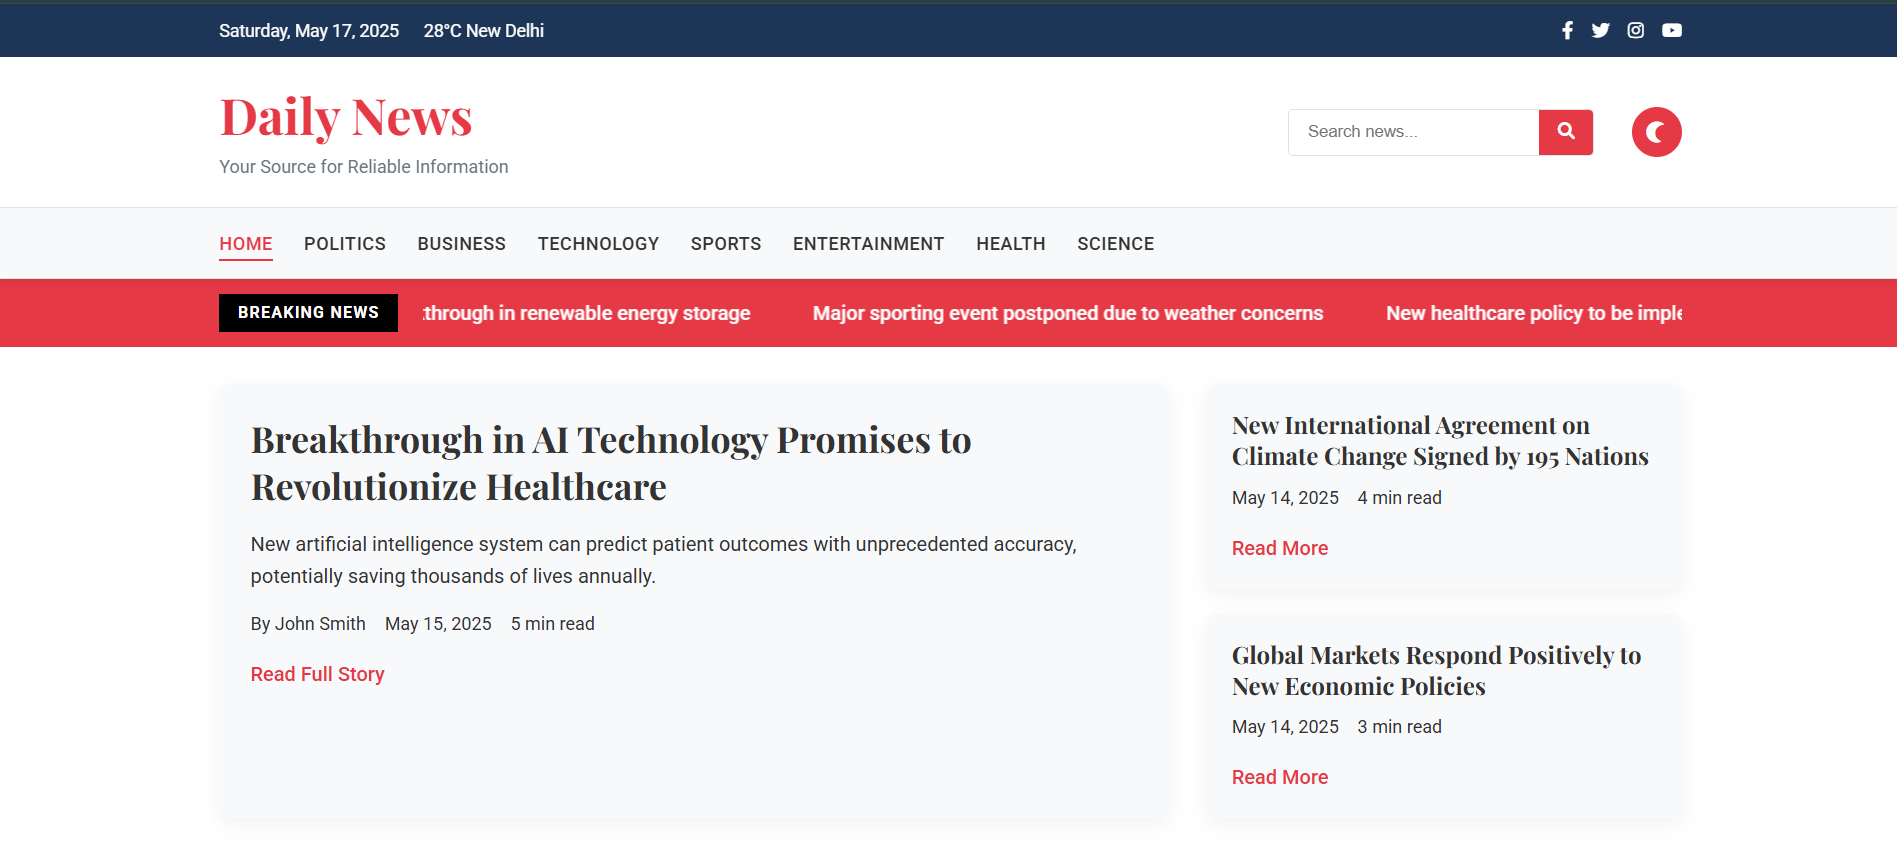 Saturday, May 17, 2025 28°C New Delhi
Daily News
Your Source for Reliable Information
Search news...
HOME POLITICS BUSINESS TECHNOLOGY SPORTS ENTERTAINMENT HEALTH SCIENCE
BREAKING NEWS through in renewable energy storage Major sporting event postponed due to weather concerns New healthcare policy to be imple
Breakthrough in AI Technology Promises to
Revolutionize Healthcare
New artificial intelligence system can predict patient outcomes with unprecedented accuracy,
potentially saving thousands of lives annually.
By John Smith May 15, 2025 5 min read
Read Full Story
New International Agreement on
Climate Change Signed by 195 Nations
May 14, 2025 4 min read
Read More
Global Markets Respond Positively to
New Economic Policies
May 14, 2025 3 min read
Read More